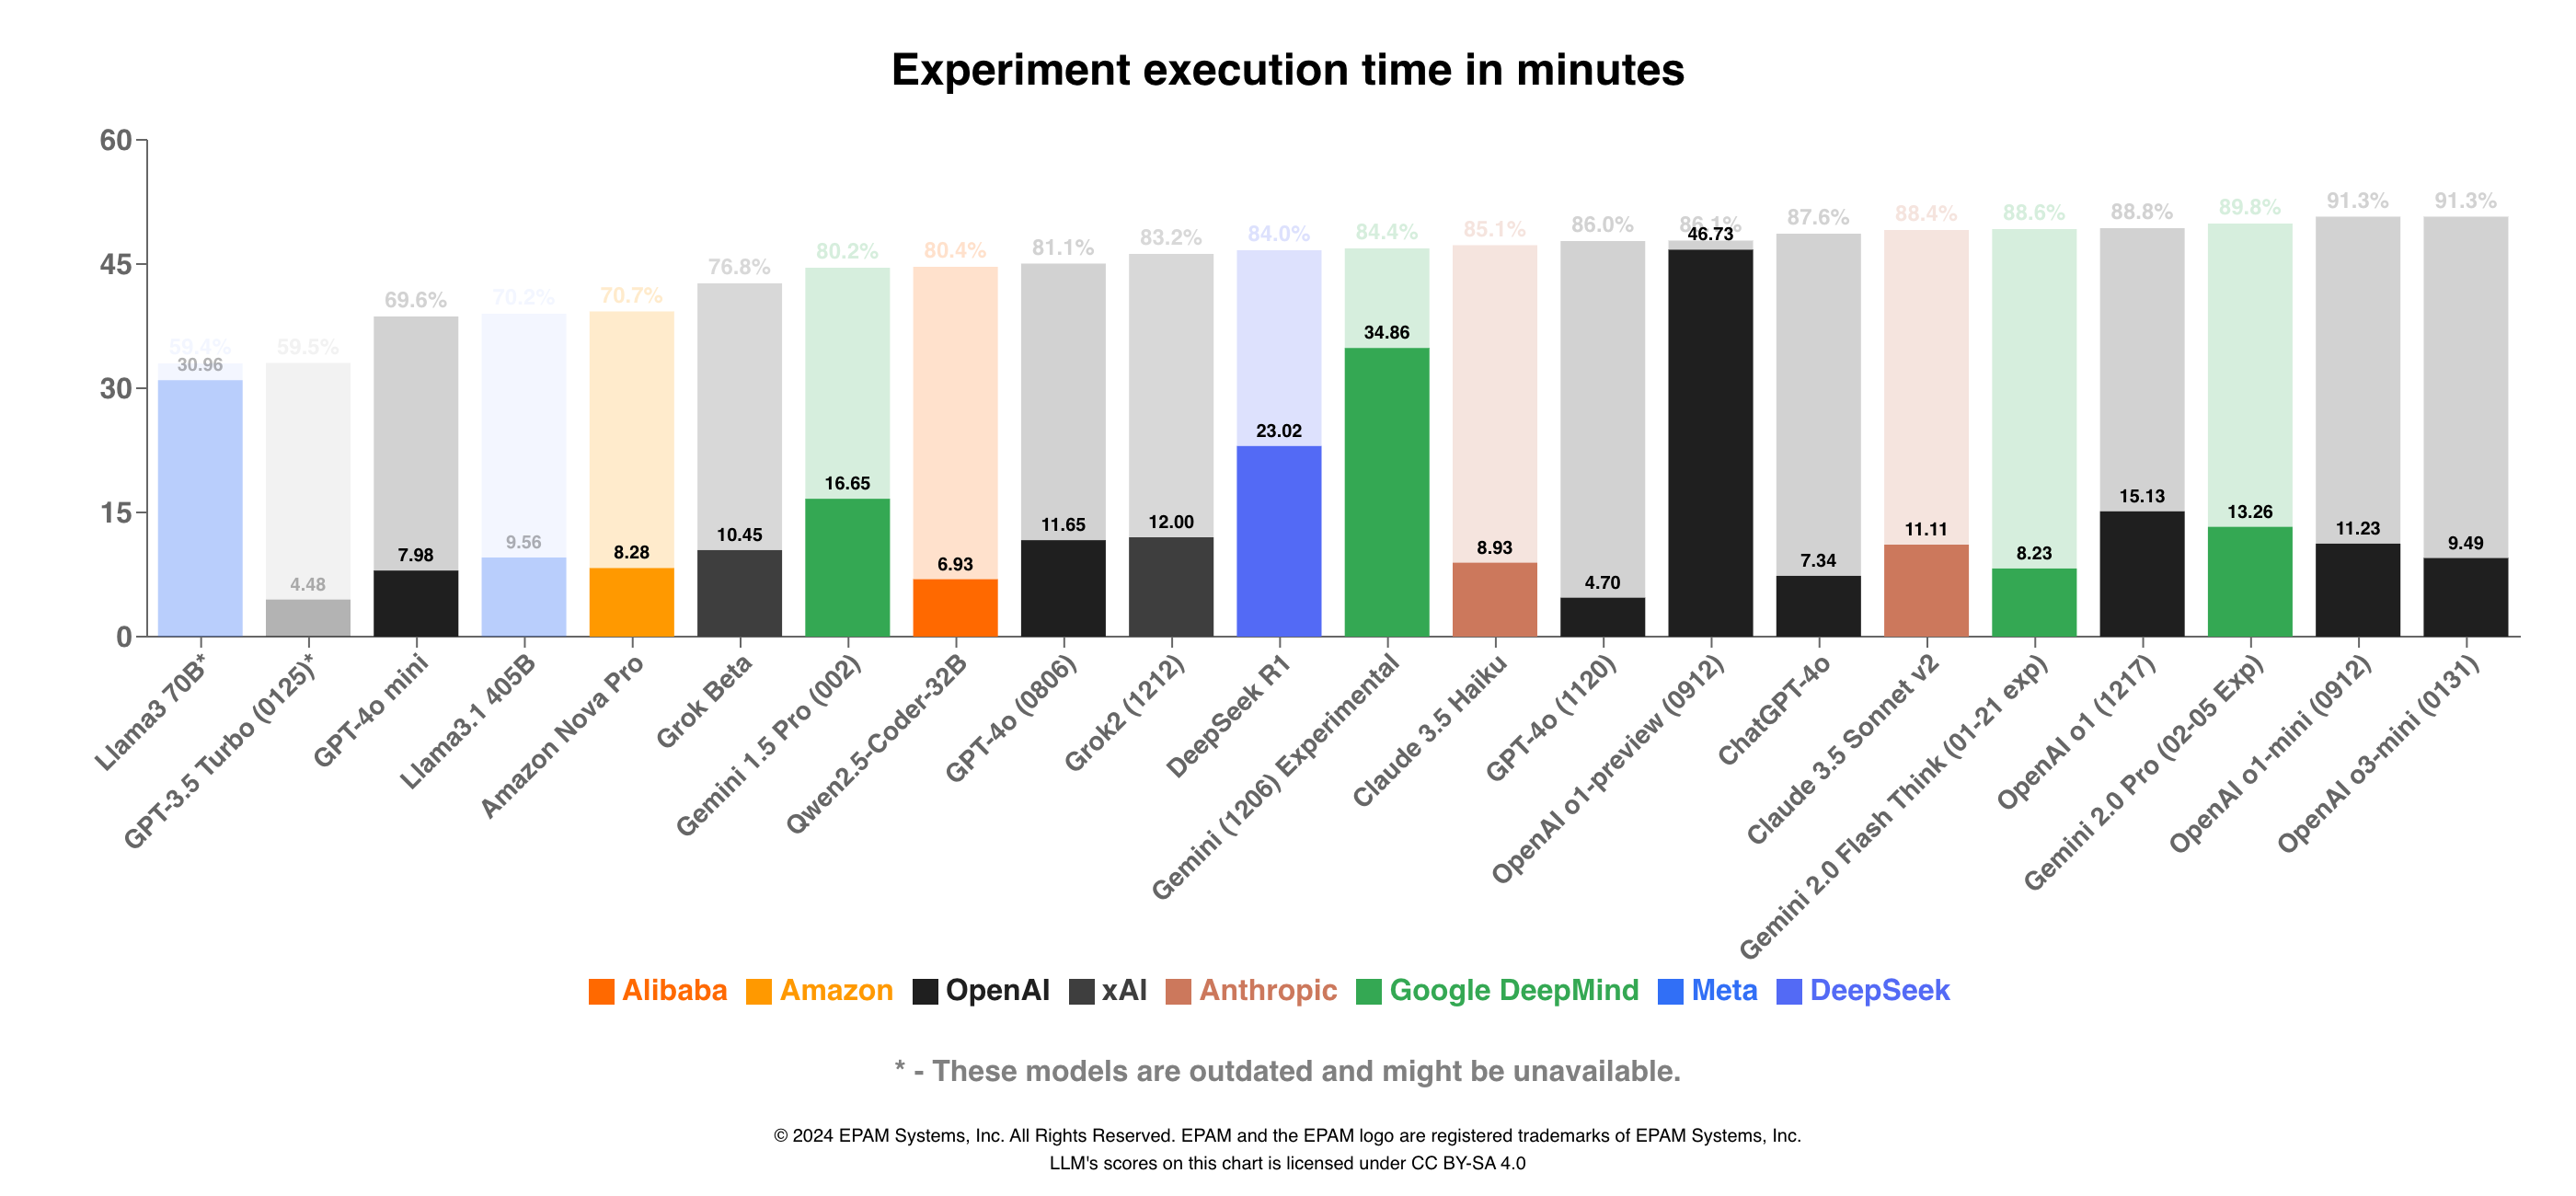 Experiment execution time in minutes
60
45
30
15
0
59.4%
30.96
59.5%
4.48
69.6%
7.98
70.2%
9.56
70.7%
8.28
76.8%
10.45
80.2%
16.65
80.4%
6.93
81.1%
11.65
83.2%
12.00
84.0%
23.02
84.4%
34.86
85.1%
8.93
86.0%
4.70
86.1%
46.73
87.6%
7.34
88.4%
11.11
88.6%
8.23
88.8%
15.13
89.8%
13.26
91.3%
11.23
91.3%
9.49
Llama3 70B*
GPT-3.5 Turbo (0125)*
GPT-4o mini
Llama3.1 405B
Amazon Nova Pro
Grok Beta
Gemini 1.5 Pro (002)
Qwen2.5-Coder-32B
GPT-4o (0806)
Grok2 (1212)
DeepSeek R1
Gemini (1206) Experimental
Claude 3.5 Haiku
GPT-4o (1120)
OpenAI o1-preview (0912)
ChatGPT-4o
Claude 3.5 Sonnet v2
Gemini 2.0 Flash Think (01-21 exp)
OpenAI o1 (1217)
Gemini 2.0 Pro (02-05 Exp)
OpenAI o1-mini (0912)
OpenAI o3-mini (0131)
Alibaba Amazon OpenAI xAI Anthropic Google DeepMind Meta DeepSeek
* - These models are outdated and might be unavailable.
© 2024 EPAM Systems, Inc. All Rights Reserved. EPAM and the EPAM logo are registered trademarks of EPAM Systems, Inc.
LLM's scores on this chart is licensed under CC BY-SA 4.0